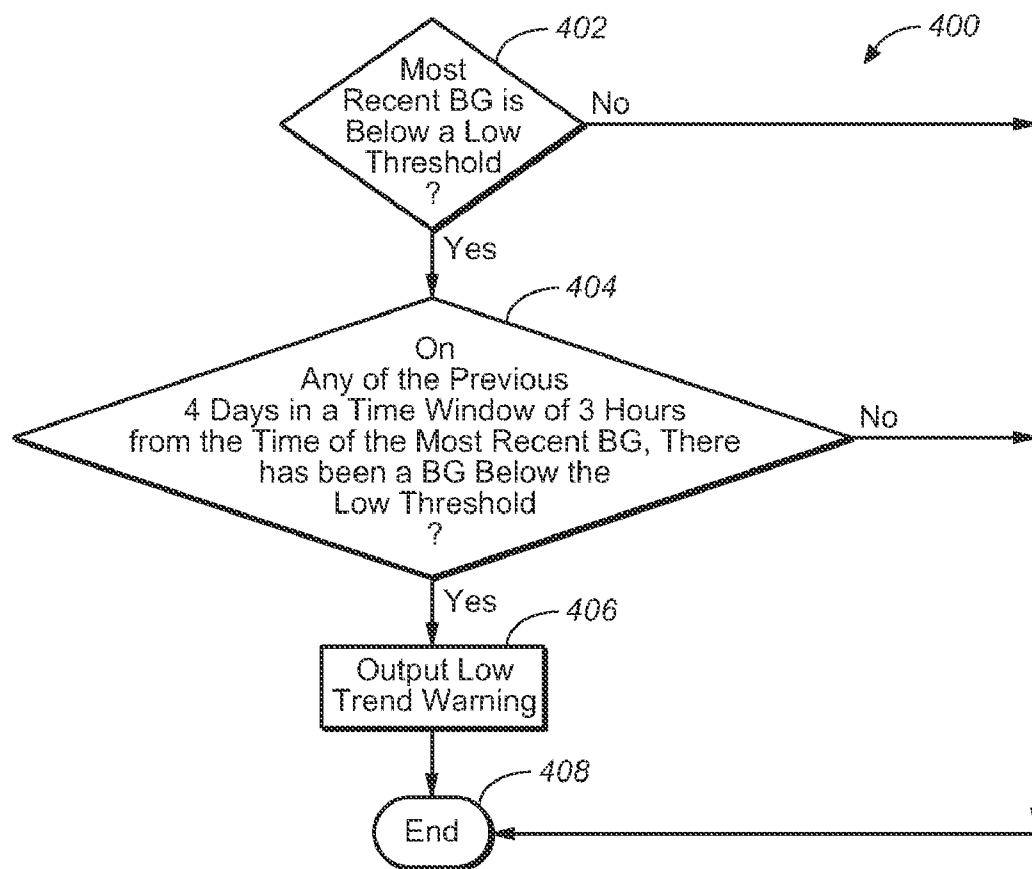 402
400
Most
Recent BG is
Below a Low
Threshold
?
No
Yes
404
On
Any of the Previous
4 Days in a Time Window of 3 Hours
from the Time of the Most Recent BG, There
has been a BG Below the
Low Threshold
?
No
Yes
406
Output Low
Trend Warning
408
End